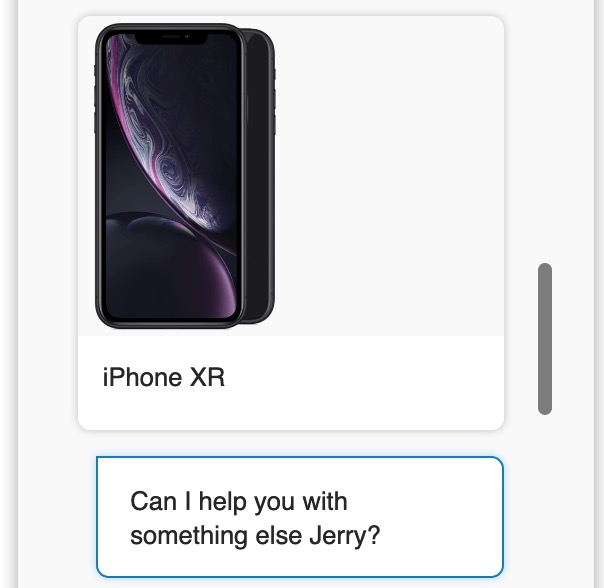 iPhone XR
Can I help you with
something else Jerry?